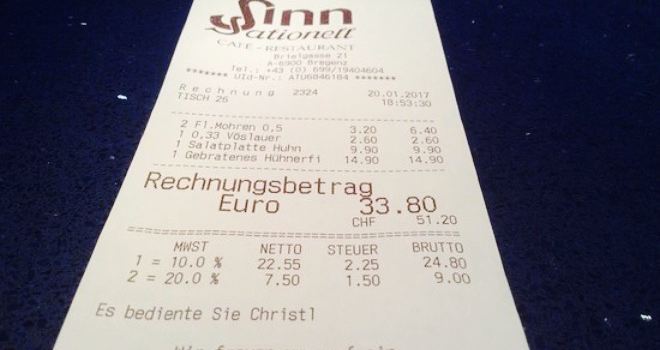 Sinn
ationell
CAFE-RESTAURANT
Brielgasse 21
A-6900 Bregenz
Tel.: +43 (0) 699/19404604
******* UId-Nr.: ATU6846184 *******
Rechnung 2324 20.01.2017
TISCH 26 18:53:30
2 Fl.Mohren 0,5 3.20 6.40
1 0,33 Vöslauer 2.60 2.60
1 Salatplatte Huhn 9.90 9.90
1 Gebratenes Hühnerfi 14.90 14.90
Rechnungsbetrag
Euro 33.80
CHF 51.20
MWST NETTO STEUER BRUTTO
1 = 10.0 % 22.55 2.25 24.80
2 = 20.0 % 7.50 1.50 9.00
Es bediente Sie Christl